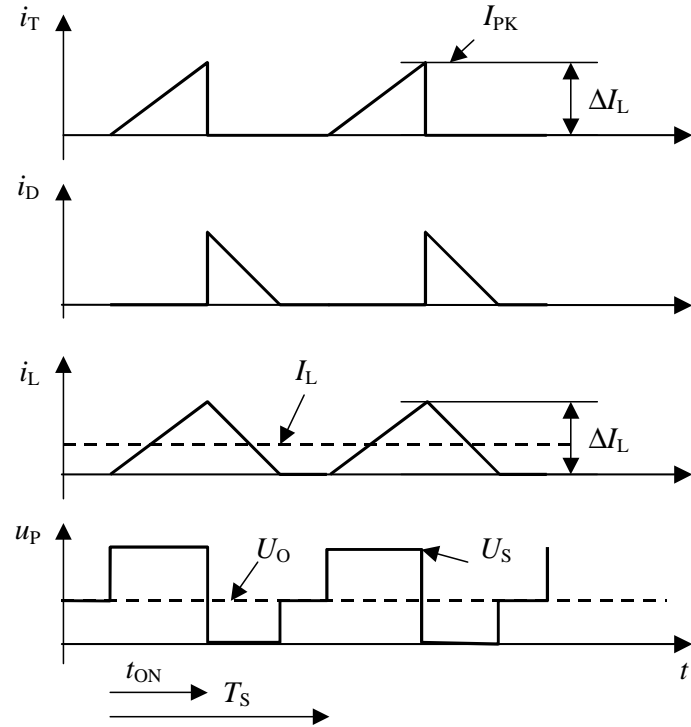 i_T
I_PK
ΔI_L
i_D
i_L
I_L
ΔI_L
u_P
U_O
U_S
t_ON
t
T_S